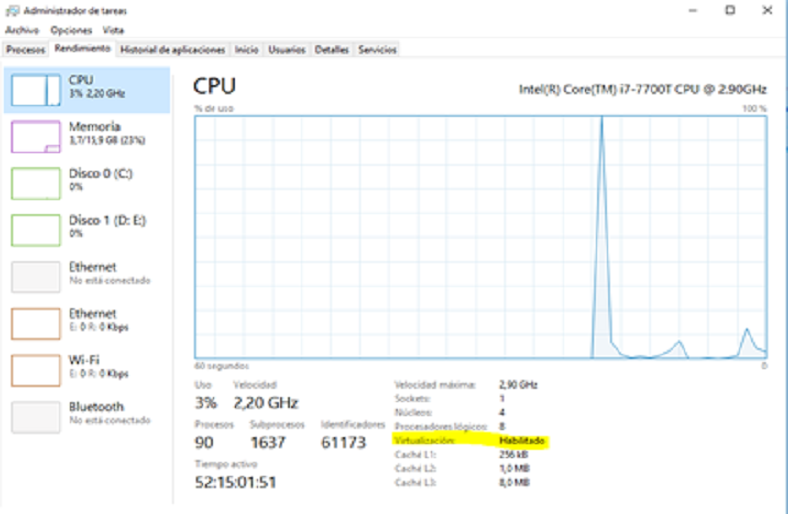 Administrador de tareas
Archivo Opciones Vista
Procesos Rendimiento Historial de aplicaciones Inicio Usuarios Detalles Servicios
CPU
3% 2,20 GHz
Memoria
3,7/15,9 GB (23%)
Disco 0 (C:)
0%
Disco 1 (D: E:)
0%
Ethernet
No está conectado
Ethernet
E: 0 R: 0 Kbps
Wi-Fi
E: 0 R: 0 Kbps
Bluetooth
No está conectado
CPU
Intel(R) Core(TM) i7-7700T CPU @ 2.90GHz
% de uso 100 %
60 segundos 0
Uso Velocidad
3% 2,20 GHz
Procesos Subprocesos Identificadores
90 1637 61173
Tiempo activo
52:15:01:51
Velocidad máxima: 2,90 GHz
Sockets: 1
Núcleos: 4
Procesadores lógicos: 8
Virtualización: Habilitado
Caché L1: 256 kB
Caché L2: 1,0 MB
Caché L3: 8,0 MB